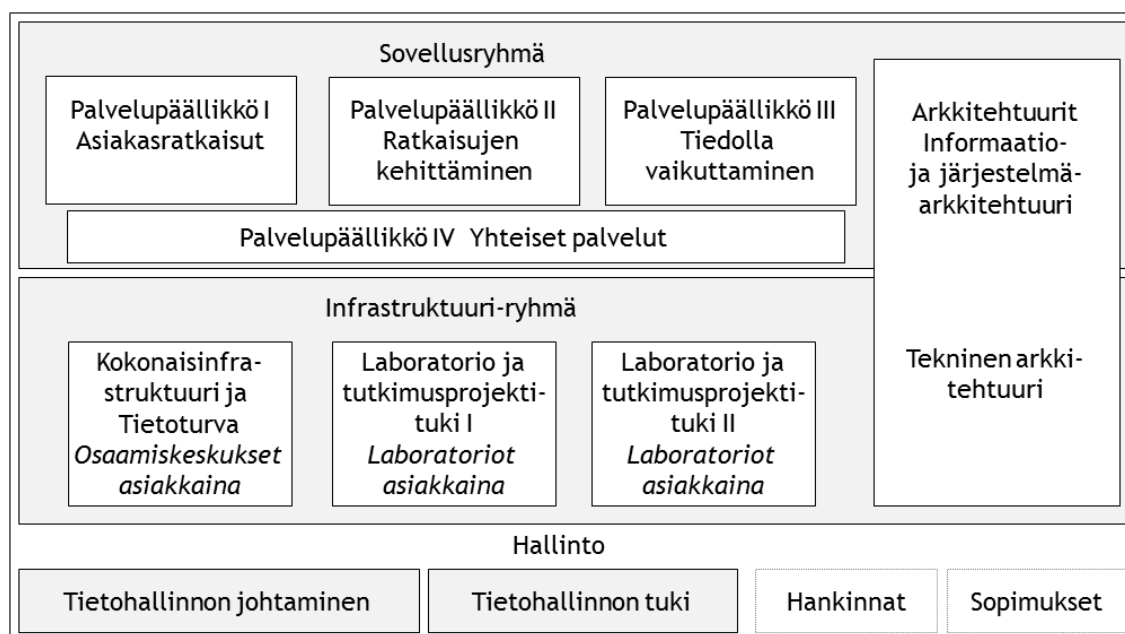 Sovellusryhmä
Palvelupäällikkö I
Asiakasratkaisut
Palvelupäällikkö II
Ratkaisujen
kehittäminen
Palvelupäällikkö III
Tiedolla
vaikuttaminen
Palvelupäällikkö IV Yhteiset palvelut
Arkkitehtuurit
Informaatio-
ja järjestelmä-
arkkitehtuuri
Tekninen arkki-
tehtuuri
Infrastruktuuri-ryhmä
Kokonaisinfra-
struktuuri ja
Tietoturva
Osaamiskeskukset
asiakkaina
Laboratorio ja
tutkimusprojekti-
tuki I
Laboratoriot
asiakkaina
Laboratorio ja
tutkimusprojekti-
tuki II
Laboratoriot
asiakkaina
Hallinto
Tietohallinnon johtaminen
Tietohallinnon tuki
Hankinnat
Sopimukset